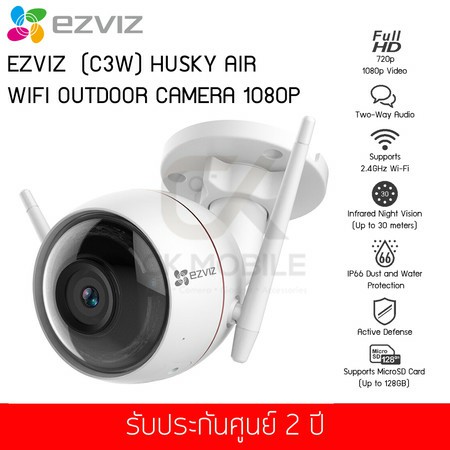 ezviz
EZVIZ (C3W) HUSKY AIR
WIFI OUTDOOR CAMERA 1080P
Full
HD
720p
1080p Video
Two-Way Audio
Supports
2.4GHz Wi-Fi
30
Infrared Night Vision
(Up to 30 meters)
66
IP66 Dust and Water
Protection
Active Defense
Micro
SD
128GB
Supports MicroSD Card
(Up to 128GB)
ezviz
CK MOBILE
รับประกันศูนย์ 2 ปี